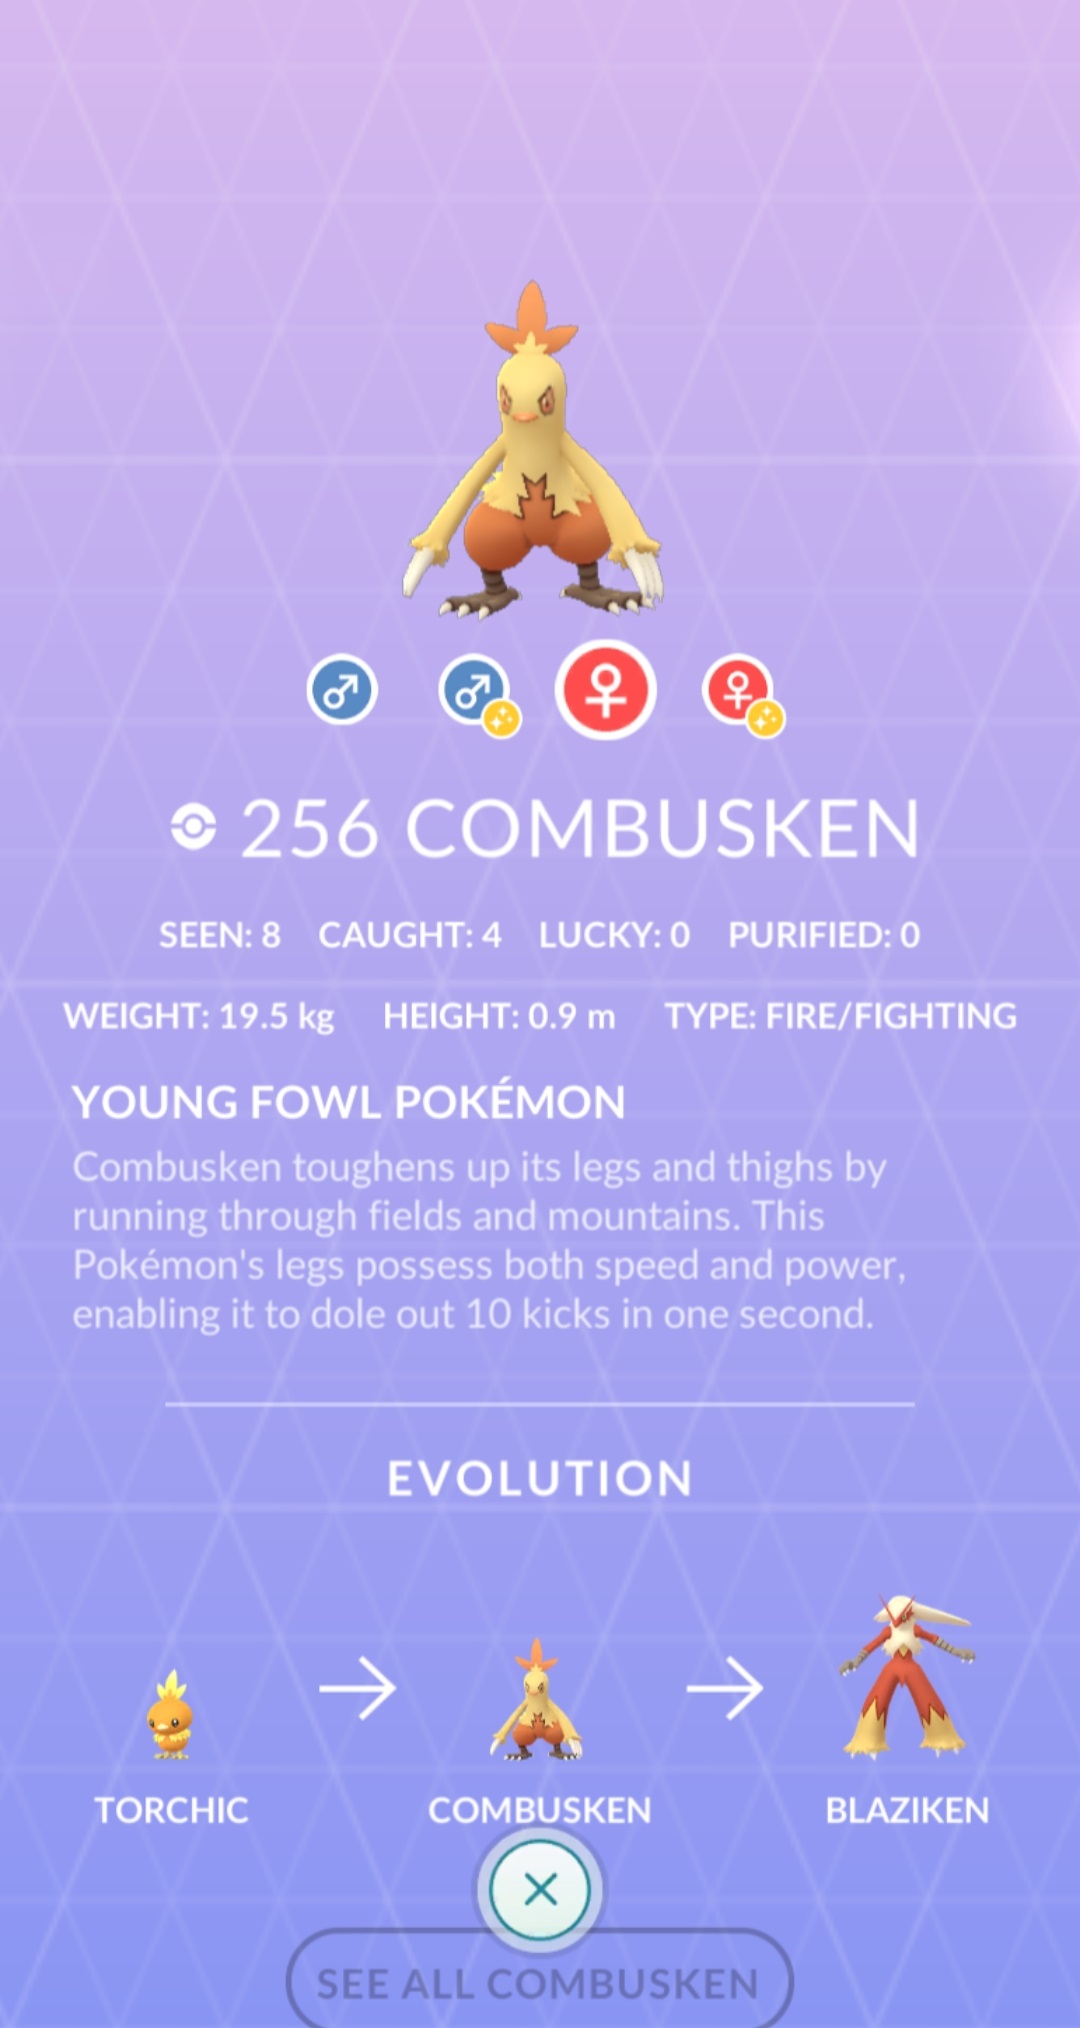 256 COMBUSKEN
SEEN: 8 CAUGHT: 4 LUCKY: 0 PURIFIED: 0
WEIGHT: 19.5 kg HEIGHT: 0.9 m TYPE: FIRE/FIGHTING
YOUNG FOWL POKÉMON
Combusken toughens up its legs and thighs by
running through fields and mountains. This
Pokémon's legs possess both speed and power,
enabling it to dole out 10 kicks in one second.
EVOLUTION
TORCHIC COMBUSKEN BLAZIKEN
SEE ALL COMBUSKEN